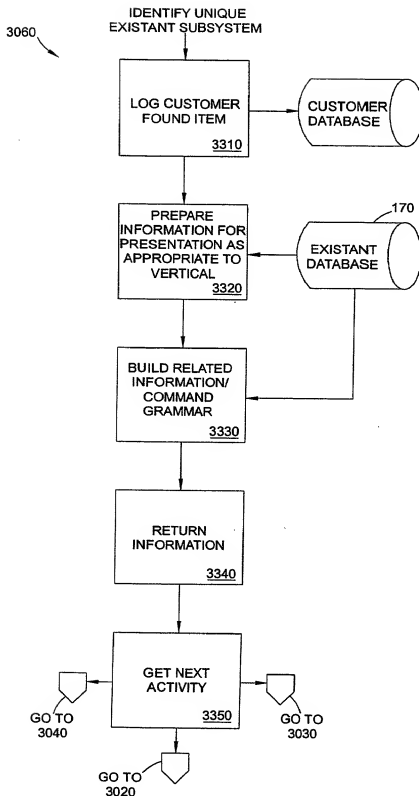 IDENTIFY UNIQUE
EXISTANT SUBSYSTEM
3060
LOG CUSTOMER
FOUND ITEM
3310
CUSTOMER
DATABASE
PREPARE
INFORMATION FOR
PRESENTATION AS
APPROPRIATE TO
VERTICAL
3320
170
EXISTANT
DATABASE
BUILD RELATED
INFORMATION/
COMMAND
GRAMMAR
3330
RETURN
INFORMATION
3340
GET NEXT
ACTIVITY
3350
GO TO
3040
GO TO
3030
GO TO
3020